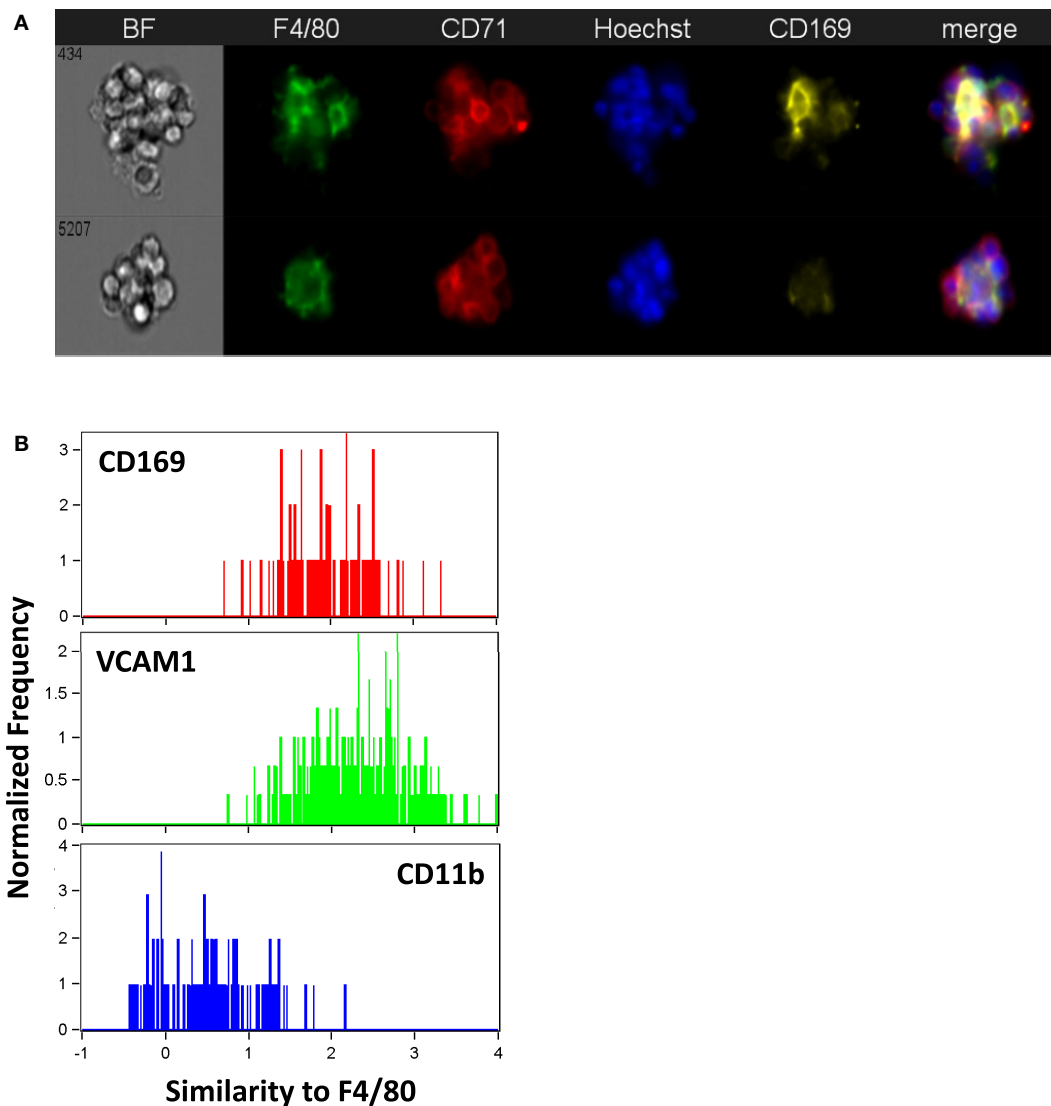 A
BF F4/80 CD71 Hoechst CD169 merge
434
5207
B
Normalized Frequency
CD169
3
2
1
0
VCAM1
2
1.5
1
0.5
0
CD11b
4
3
2
1
0
-1 0 1 2 3 4
Similarity to F4/80